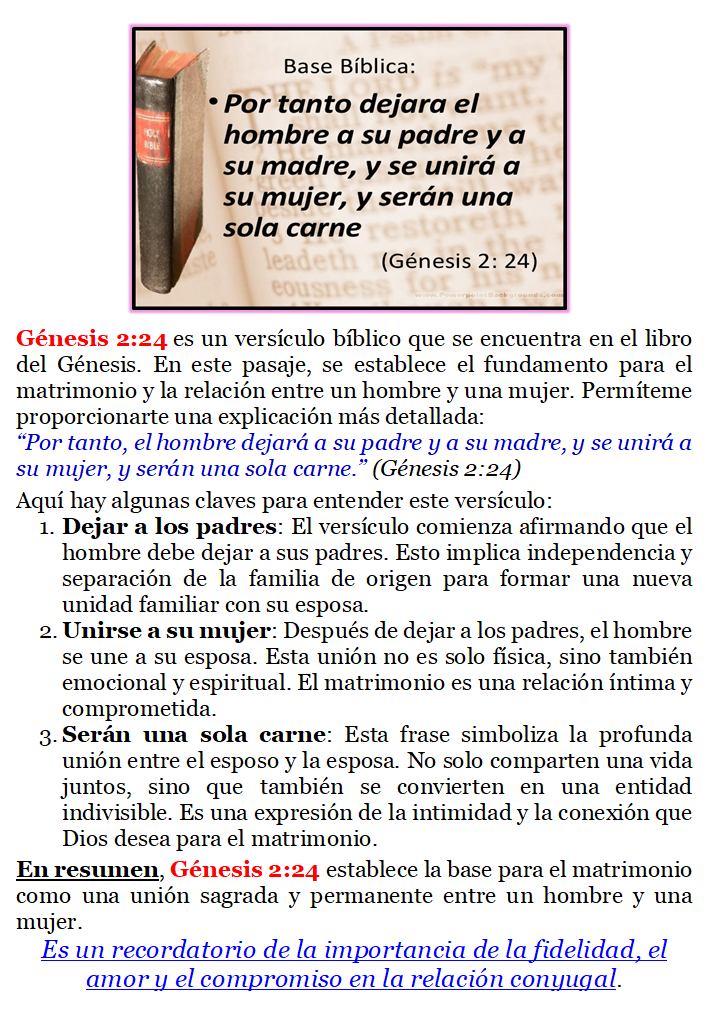 Base Bíblica:
• Por tanto dejara el
hombre a su padre y a
su madre, y se unirá a
su mujer, y serán una
sola carne
(Génesis 2: 24)
HOLY
BIBLE
www.PowerpointBackgrounds.com
Génesis 2:24 es un versículo bíblico que se encuentra en el libro
del Génesis. En este pasaje, se establece el fundamento para el
matrimonio y la relación entre un hombre y una mujer. Permíteme
proporcionarte una explicación más detallada:
“Por tanto, el hombre dejará a su padre y a su madre, y se unirá a
su mujer, y serán una sola carne.” (Génesis 2:24)
Aquí hay algunas claves para entender este versículo:
1. Dejar a los padres: El versículo comienza afirmando que el
hombre debe dejar a sus padres. Esto implica independencia y
separación de la familia de origen para formar una nueva
unidad familiar con su esposa.
2. Unirse a su mujer: Después de dejar a los padres, el hombre
se une a su esposa. Esta unión no es solo física, sino también
emocional y espiritual. El matrimonio es una relación íntima y
comprometida.
3. Serán una sola carne: Esta frase simboliza la profunda
unión entre el esposo y la esposa. No solo comparten una vida
juntos, sino que también se convierten en una entidad
indivisible. Es una expresión de la intimidad y la conexión que
Dios desea para el matrimonio.
En resumen, Génesis 2:24 establece la base para el matrimonio
como una unión sagrada y permanente entre un hombre y una
mujer.
Es un recordatorio de la importancia de la fidelidad, el
amor y el compromiso en la relación conyugal.